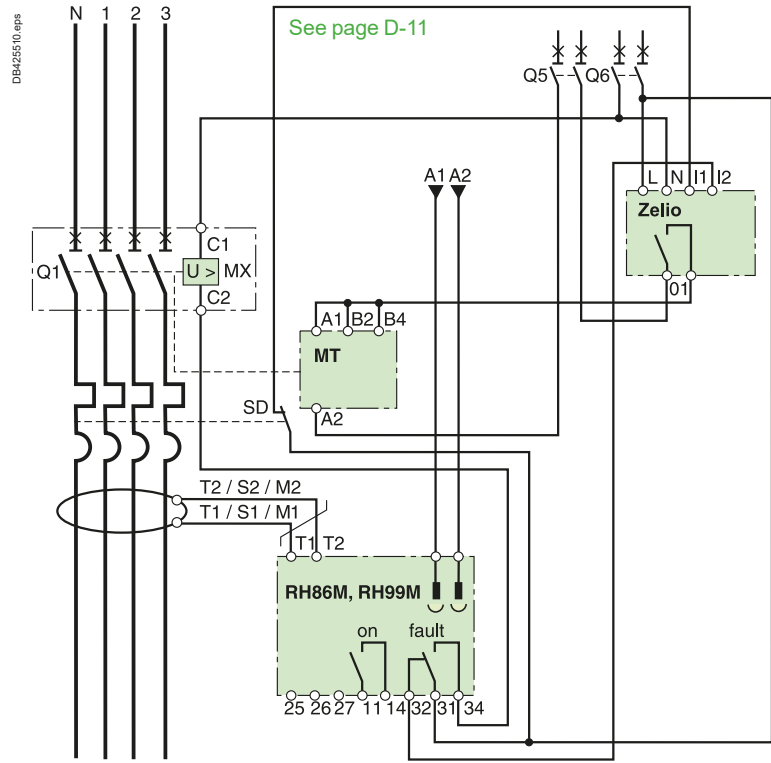 DB425510.eps
N 1 2 3
See page D-11
Q5 Q6
A1 A2
L N I1 I2
Zelio
C1
Q1 U > MX
C2
01
A1 B2 B4
MT
SD
A2
T2 / S2 / M2
T1 / S1 / M1
T1 T2
RH86M, RH99M
on fault
25 26 27 11 14 32 31 34